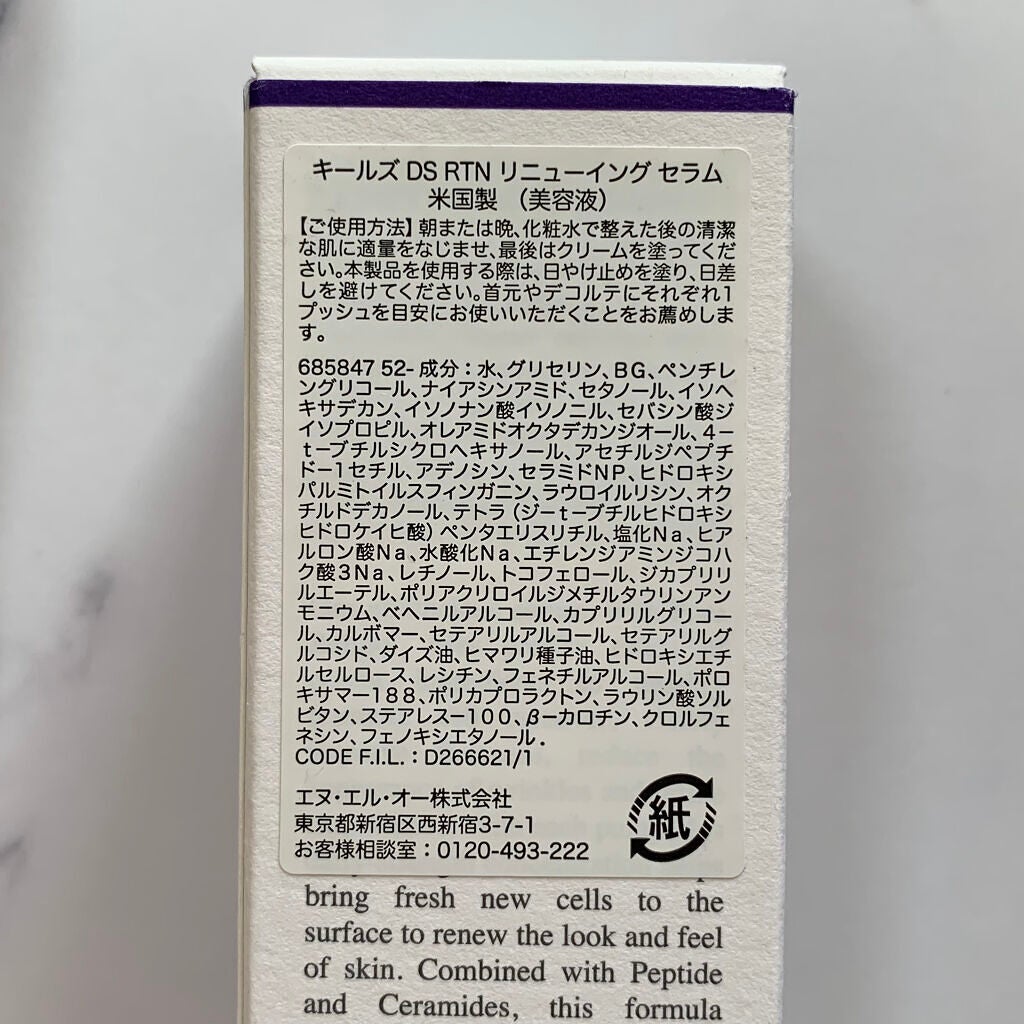 キールズ DS RTN リニューイング セラム
米国製 （美容液）
【ご使用方法】 朝または晩、化粧水で整えた後の清潔
な肌に適量をなじませ、最後はクリームを塗ってくだ
さい。本製品を使用する際は、日やけ止めを塗り、日差
しを避けてください。首元やデコルテにそれぞれ1
プッシュを目安にお使いいただくことをお薦めしま
す。
685847 52- 成分：水、グリセリン、BG、ペンチレ
ングリコール、ナイアシンアミド、セタノール、イソヘ
キサデカン、イソノナン酸イソノニル、セバシン酸ジ
イソプロピル、オレアミドオクタデカンジオール、4－
t－ブチルシクロヘキサノール、アセチルジペプチ
ド－1セチル、アデノシン、セラミドNP、ヒドロキシ
パルミトイルスフィンガニン、ラウロイルリシン、オク
チルドデカノール、テトラ（ジ－t－ブチルヒドロキシ
ヒドロケイヒ酸）ペンタエリスリチル、塩化Na、ヒア
ルロン酸Na、水酸化Na、エチレンジアミンジコハ
ク酸3Na、レチノール、トコフェロール、ジカプリリ
ルエーテル、ポリアクリロイルジメチルタウリンアン
モニウム、ベヘニルアルコール、カプリリルグリコー
ル、カルボマー、セテアリルアルコール、セテアリルグ
ルコシド、ダイズ油、ヒマワリ種子油、ヒドロキシエチ
ルセルロース、レシチン、フェネチルアルコール、ポロ
キサマー188、ポリカプロラクトン、ラウリン酸ソル
ビタン、ステアレス－100、β－カロチン、クロルフェ
ネシン、フェノキシエタノール．
CODE F.I.L.：D266621/1
エヌ・エル・オー株式会社
東京都新宿区西新宿3-7-1
お客様相談室：0120-493-222
紙
bring fresh new cells to the
surface to renew the look and feel
of skin. Combined with Peptide
and Ceramides, this formula